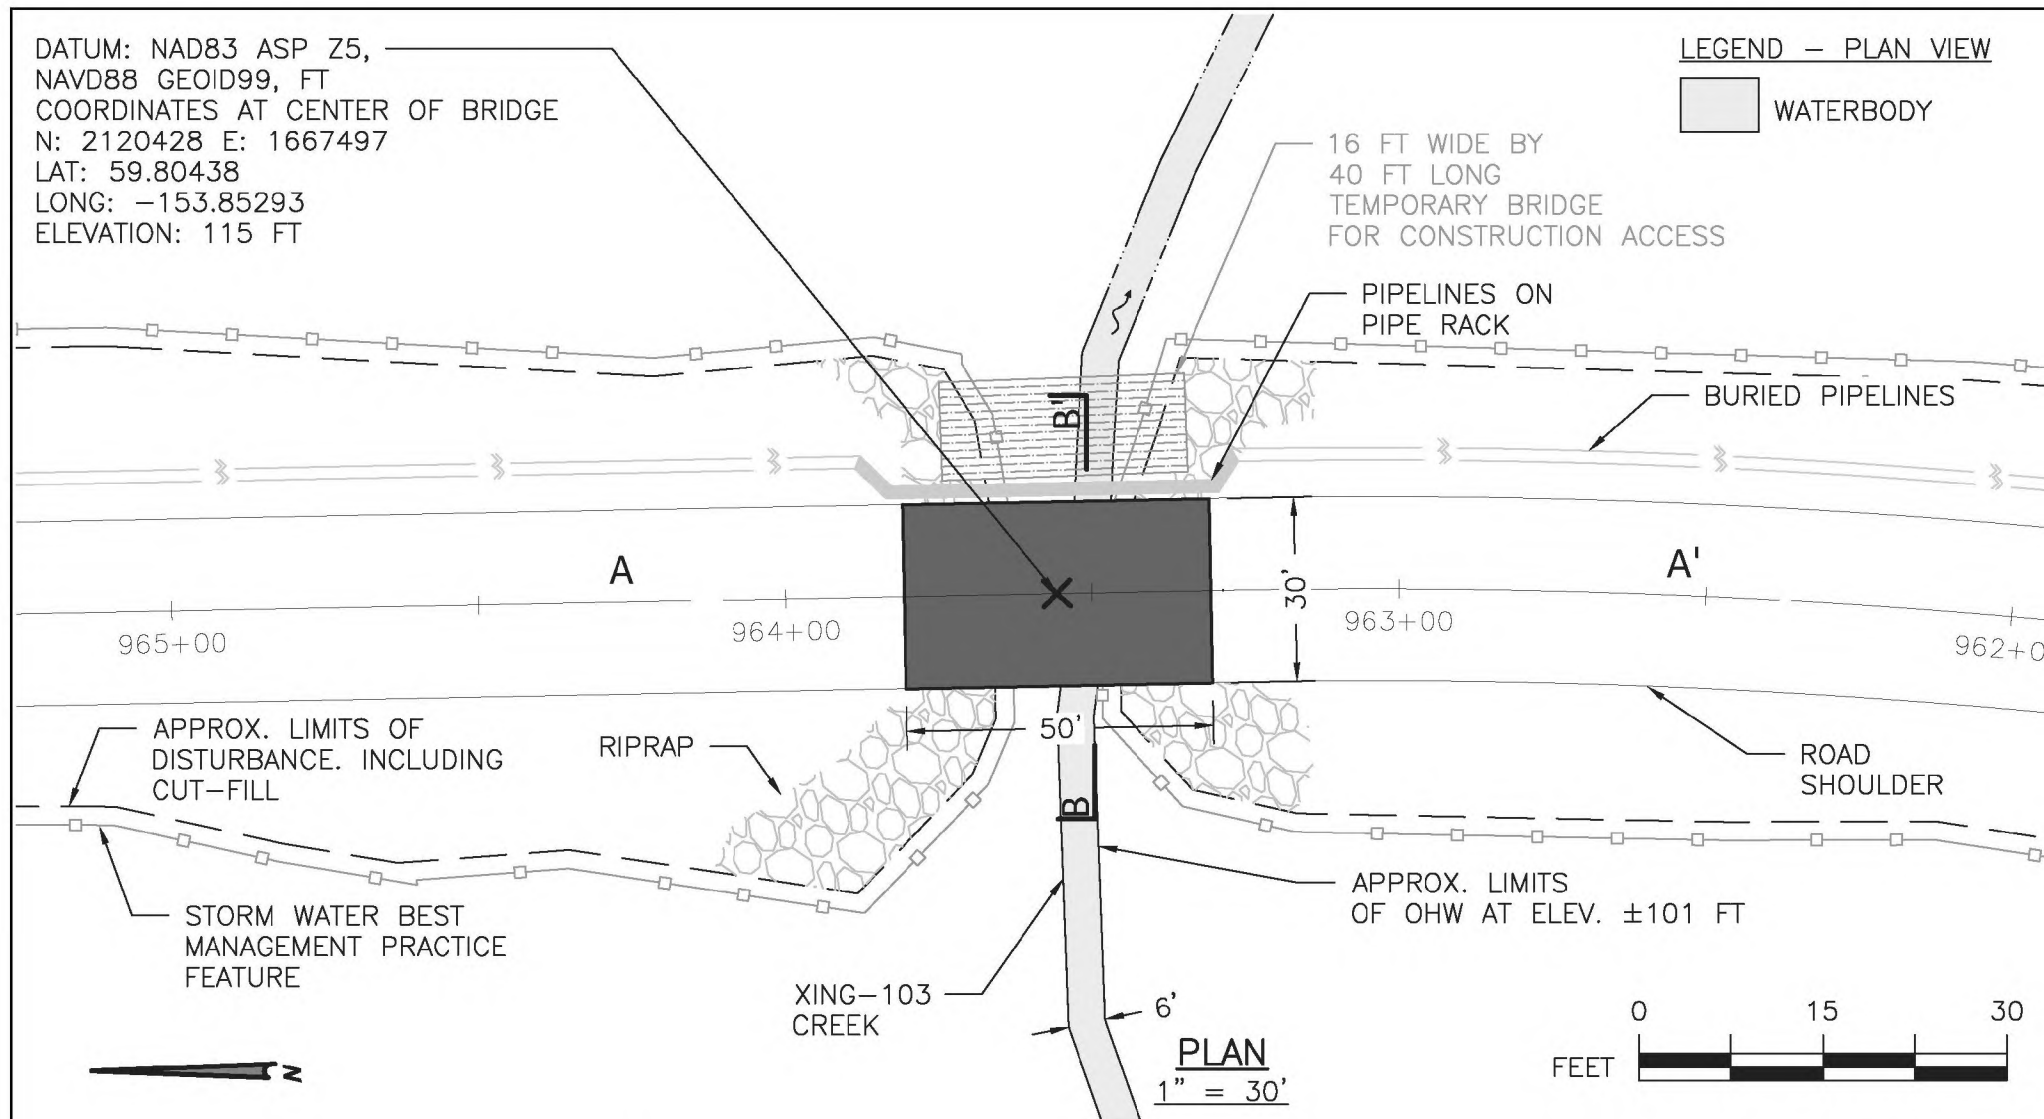 DATUM: NAD83 ASP Z5,
NAVD88 GEOID99, FT
COORDINATES AT CENTER OF BRIDGE
N: 2120428 E: 1667497
LAT: 59.80438
LONG: -153.85293
ELEVATION: 115 FT
LEGEND - PLAN VIEW
WATERBODY
16 FT WIDE BY
40 FT LONG
TEMPORARY BRIDGE
FOR CONSTRUCTION ACCESS
PIPELINES ON
PIPE RACK
BURIED PIPELINES
B'
A
A'
30'
965+00
964+00
963+00
962+0
50'
APPROX. LIMITS OF
DISTURBANCE. INCLUDING
CUT-FILL
RIPRAP
ROAD
SHOULDER
B
APPROX. LIMITS
OF OHW AT ELEV. ±101 FT
STORM WATER BEST
MANAGEMENT PRACTICE
FEATURE
XING-103
CREEK
6'
PLAN
1" = 30'
N
FEET
0 15 30